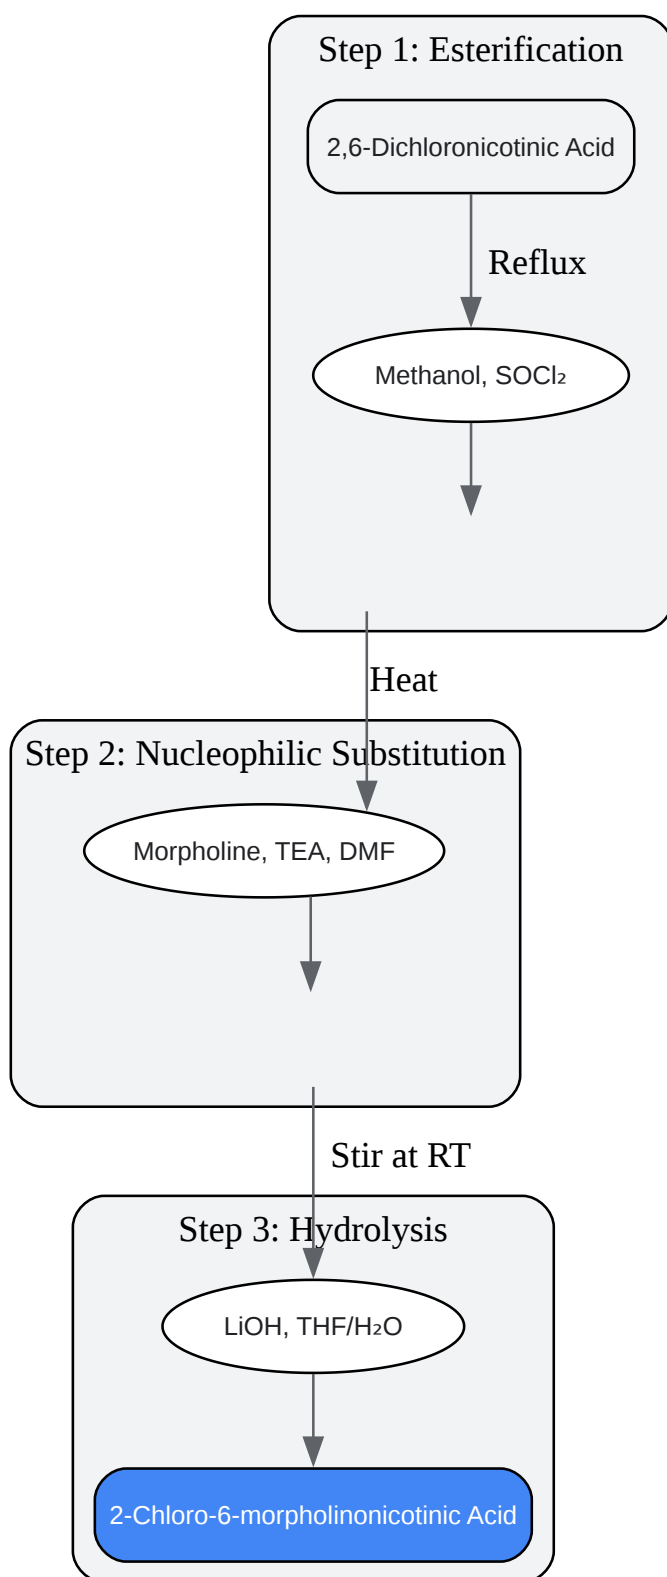 Step 1: Esterification
2,6-Dichloronicotinic Acid
Reflux
Methanol, SOCl₂
Heat
Step 2: Nucleophilic Substitution
Morpholine, TEA, DMF
Stir at RT
Step 3: Hydrolysis
LiOH, THF/H₂O
2-Chloro-6-morpholinonicotinic Acid